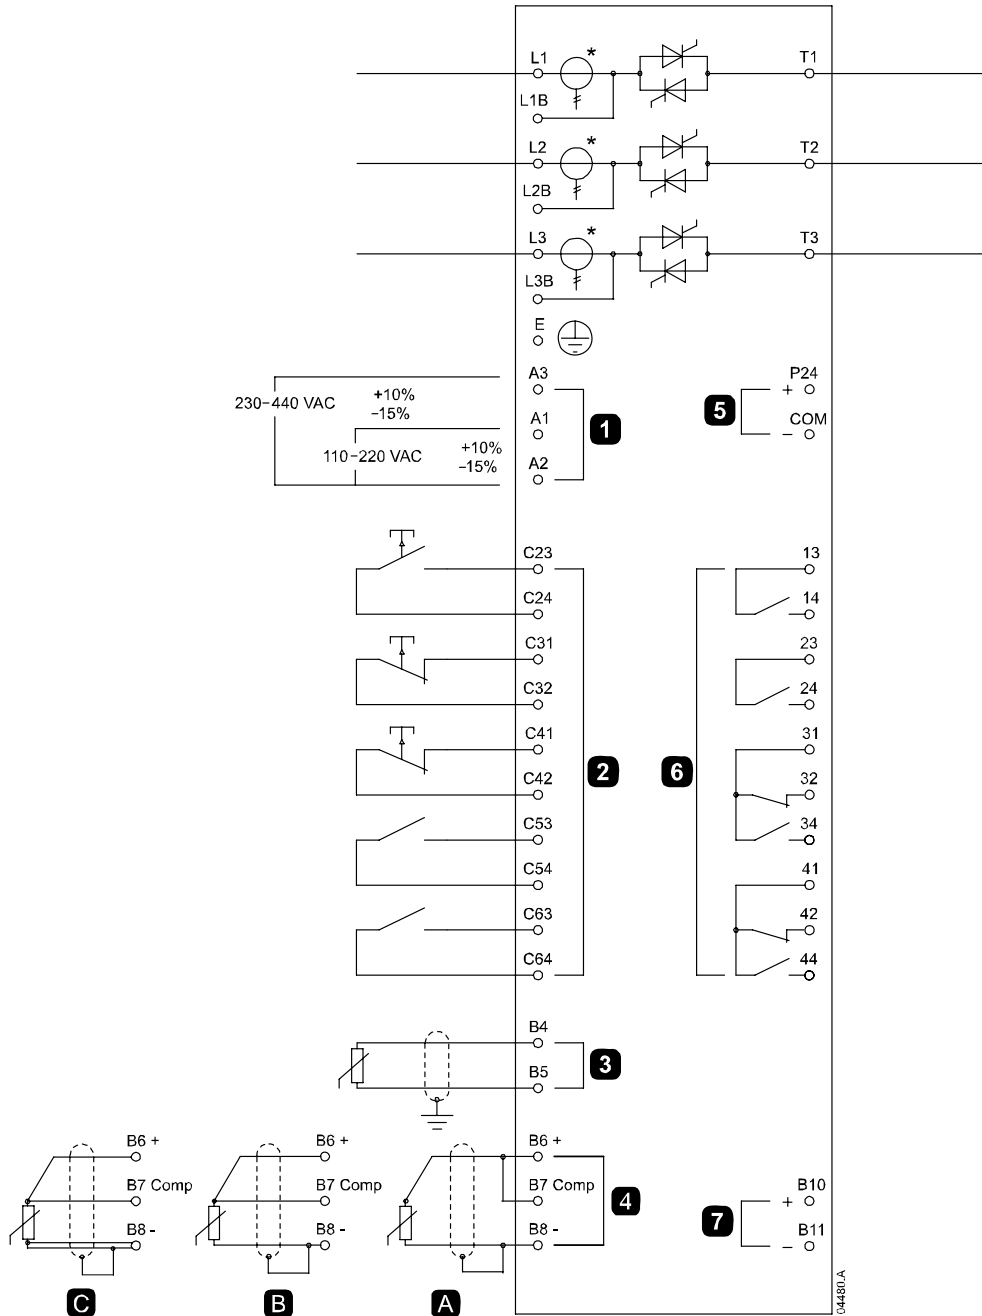 L1 * T1
L1B
L2 * T2
L2B
L3 * T3
L3B
E
A3 P24
230–440 VAC +10% –15% + 5
A1 1 COM
110–220 VAC +10% –15% –
A2
C23 13
C24 14
C31 23
C32 24
C41 31
C42 2 6 32
C53 34
C54 41
C63 42
C64 44
B4
3
B5
B6 + B6 + B6 +
B7 Comp B7 Comp B7 Comp 4 B10
+ 7
B8 - B8 - B8 - – B11
C B A
04480.A